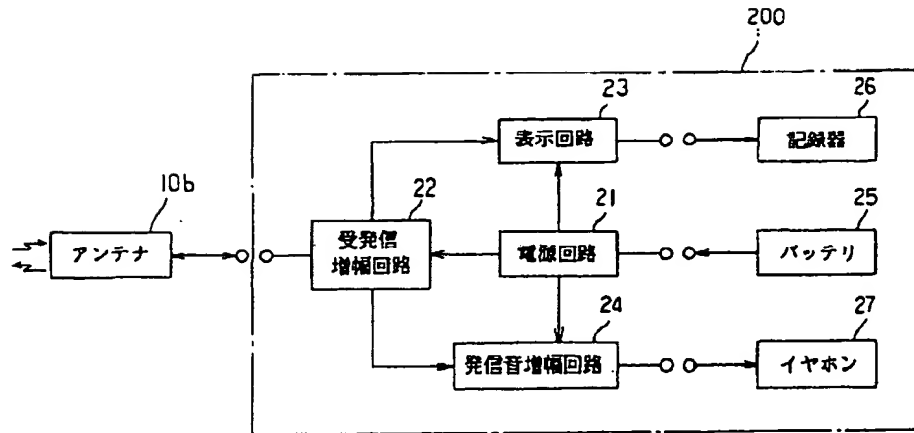 200
23
表示回路
26
記録器
10b
アンテナ
22
受発信
増幅回路
21
電源回路
25
バッテリ
24
発信音増幅回路
27
イヤホン